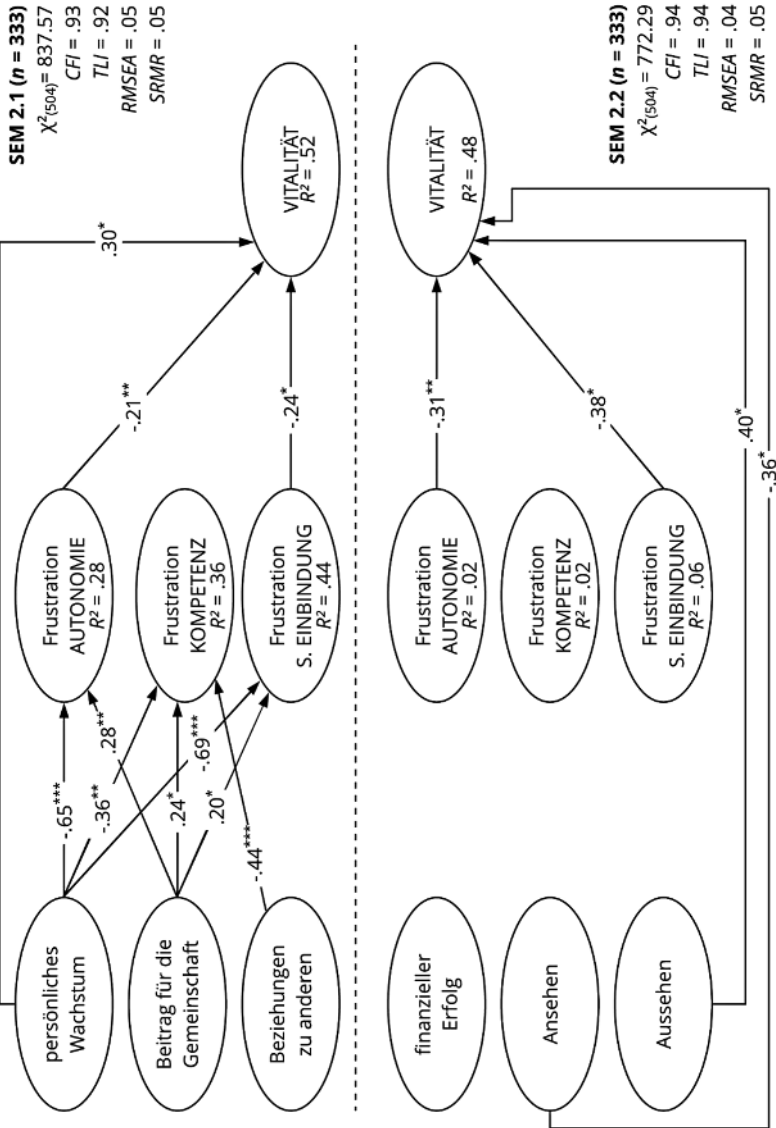 SEM 2.1 (n = 333)
χ²(504)= 837.57
CFI = .93
TLI = .92
RMSEA = .05
SRMR = .05
persönliches
Wachstum
Beitrag für die
Gemeinschaft
Beziehungen
zu anderen
-.65***
-.36**
.28**
-.69***
.24*
.20*
-.44***
Frustration
AUTONOMIE
R² = .28
Frustration
KOMPETENZ
R² = .36
Frustration
S. EINBINDUNG
R² = .44
.30*
-.21**
-.24*
VITALITÄT
R² = .52
SEM 2.2 (n = 333)
χ²(504) = 772.29
CFI = .94
TLI = .94
RMSEA = .04
SRMR = .05
finanzieller
Erfolg
Ansehen
Aussehen
Frustration
AUTONOMIE
R² = .02
Frustration
KOMPETENZ
R² = .02
Frustration
S. EINBINDUNG
R² = .06
-.31**
-.38*
.40*
-.36*
VITALITÄT
R² = .48